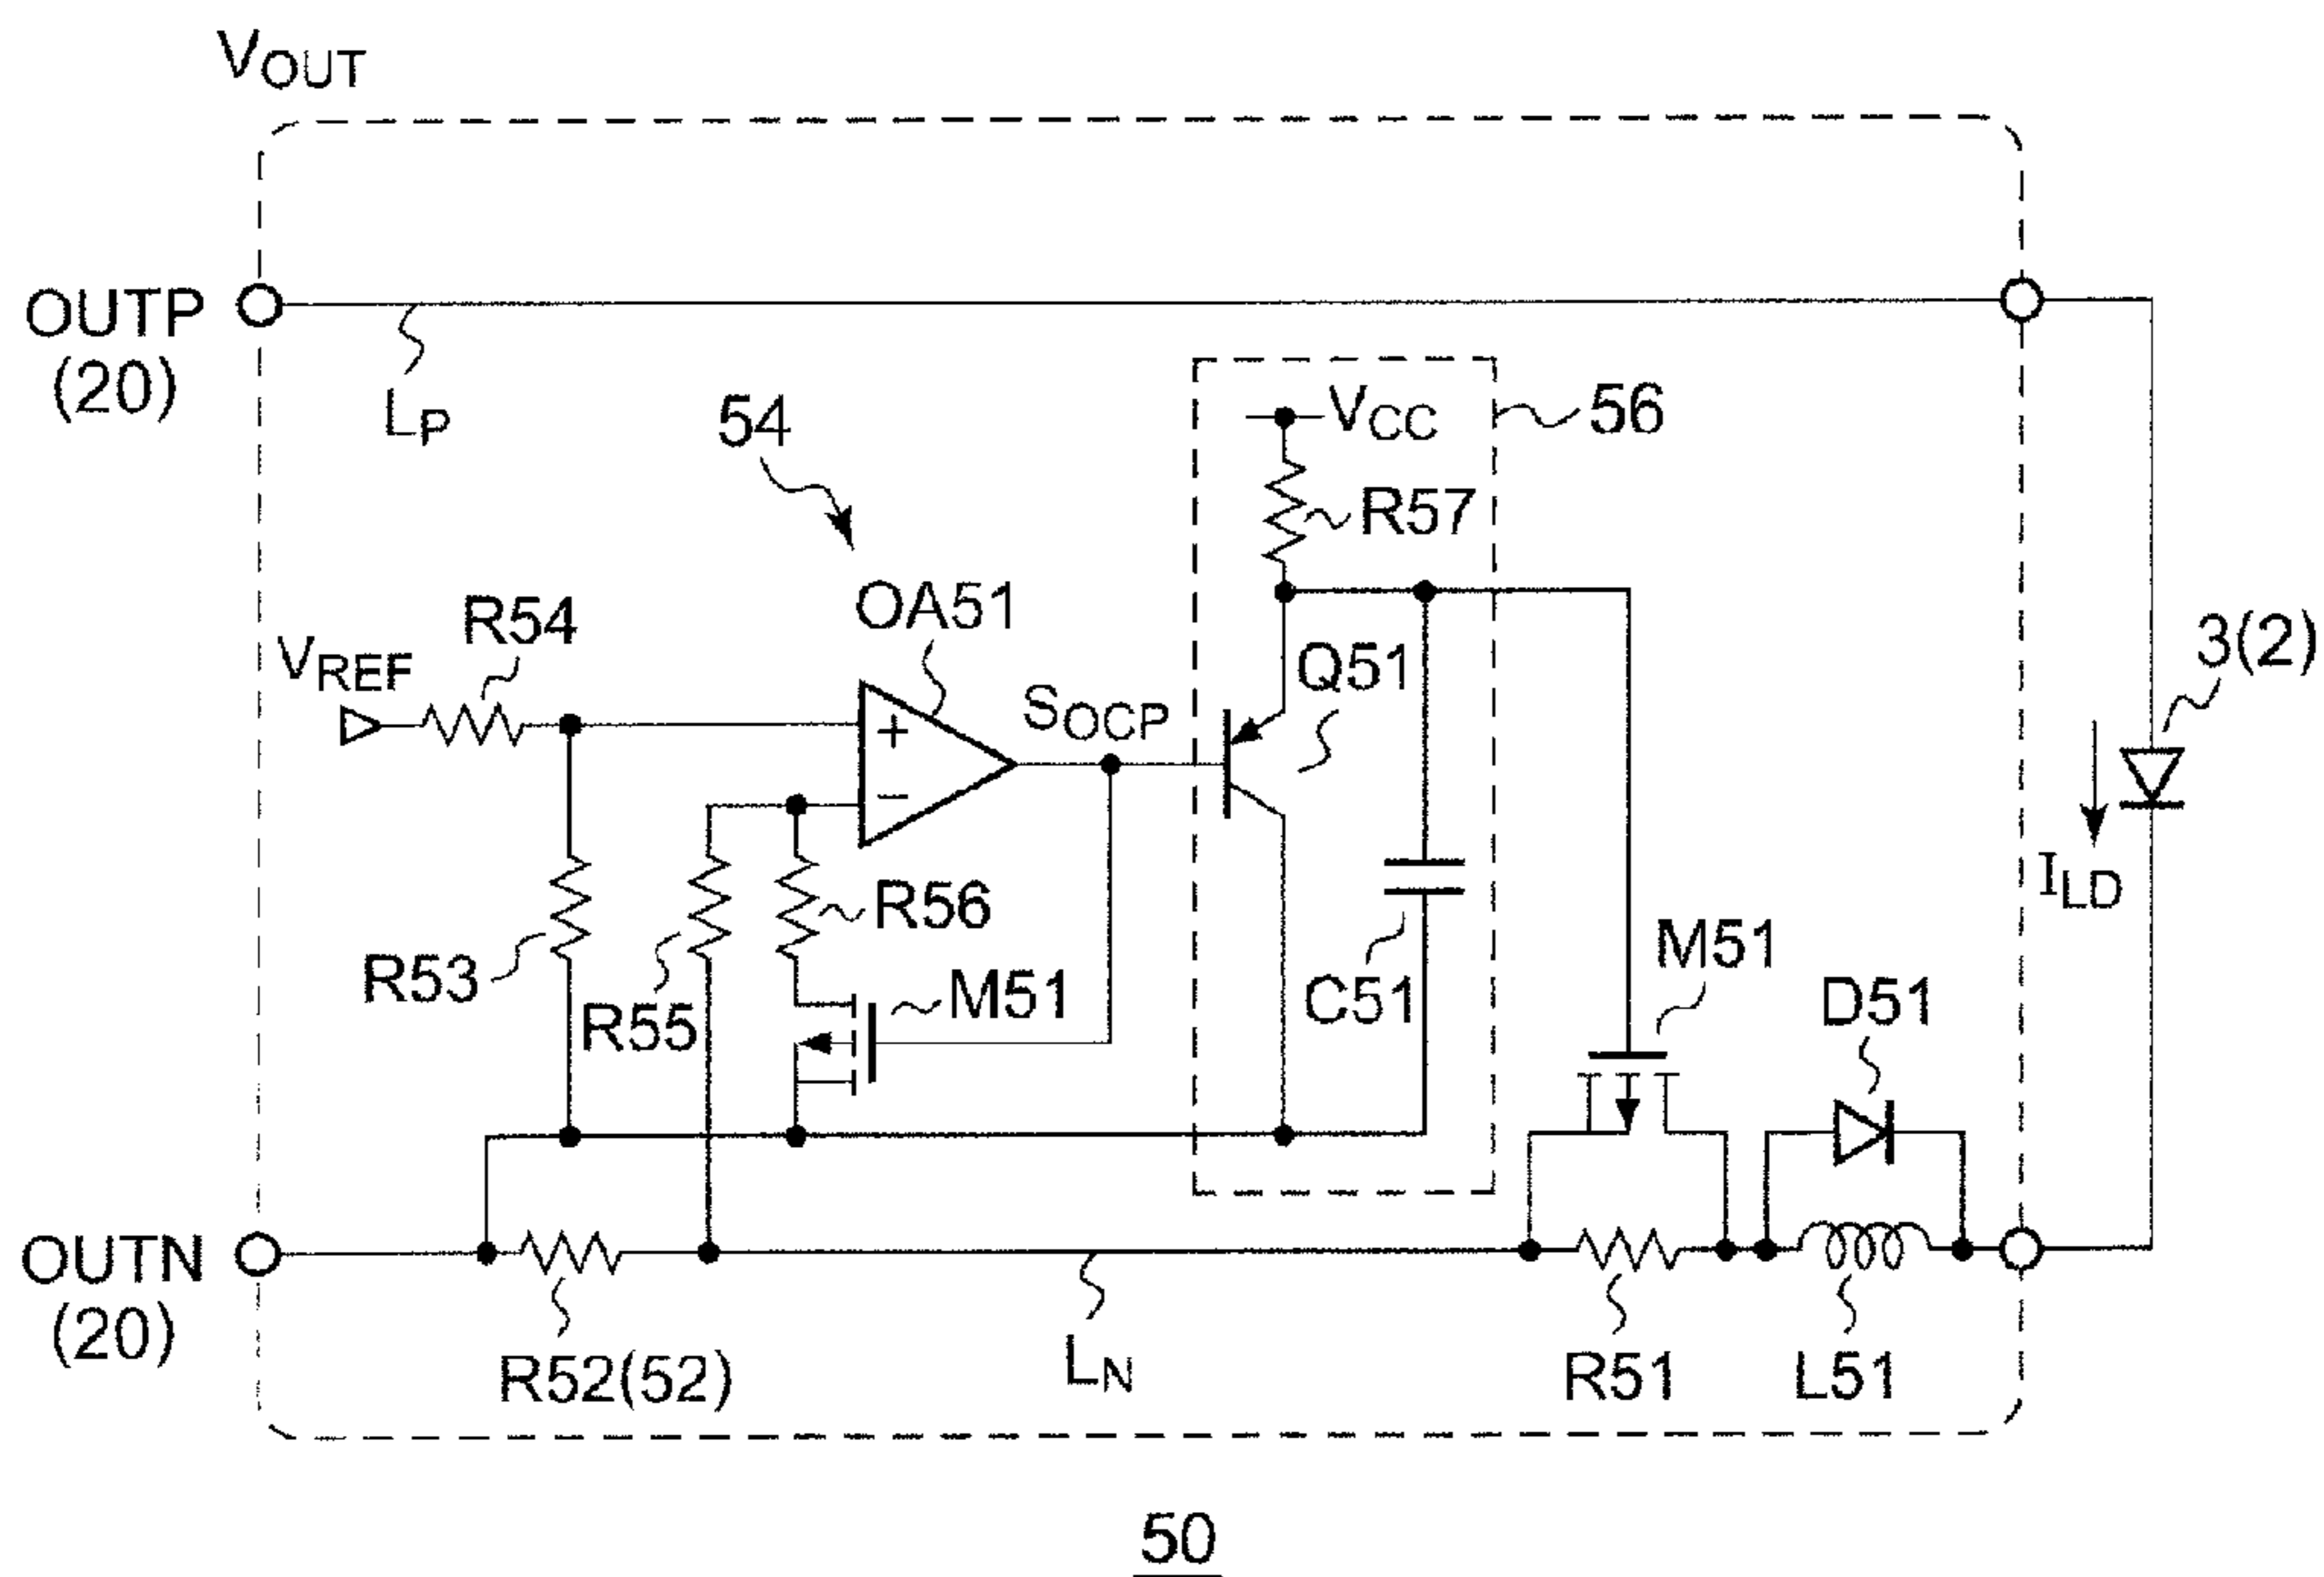 VOUT
OUTP
(20)
LP
54
VCC
56
R57
OA51
R54
VREF
Q51
SOCP
3(2)
ILD
R56
R53
R55
M51
C51
M51
D51
OUTN
(20)
R52(52)
LN
R51
L51
50
+
−